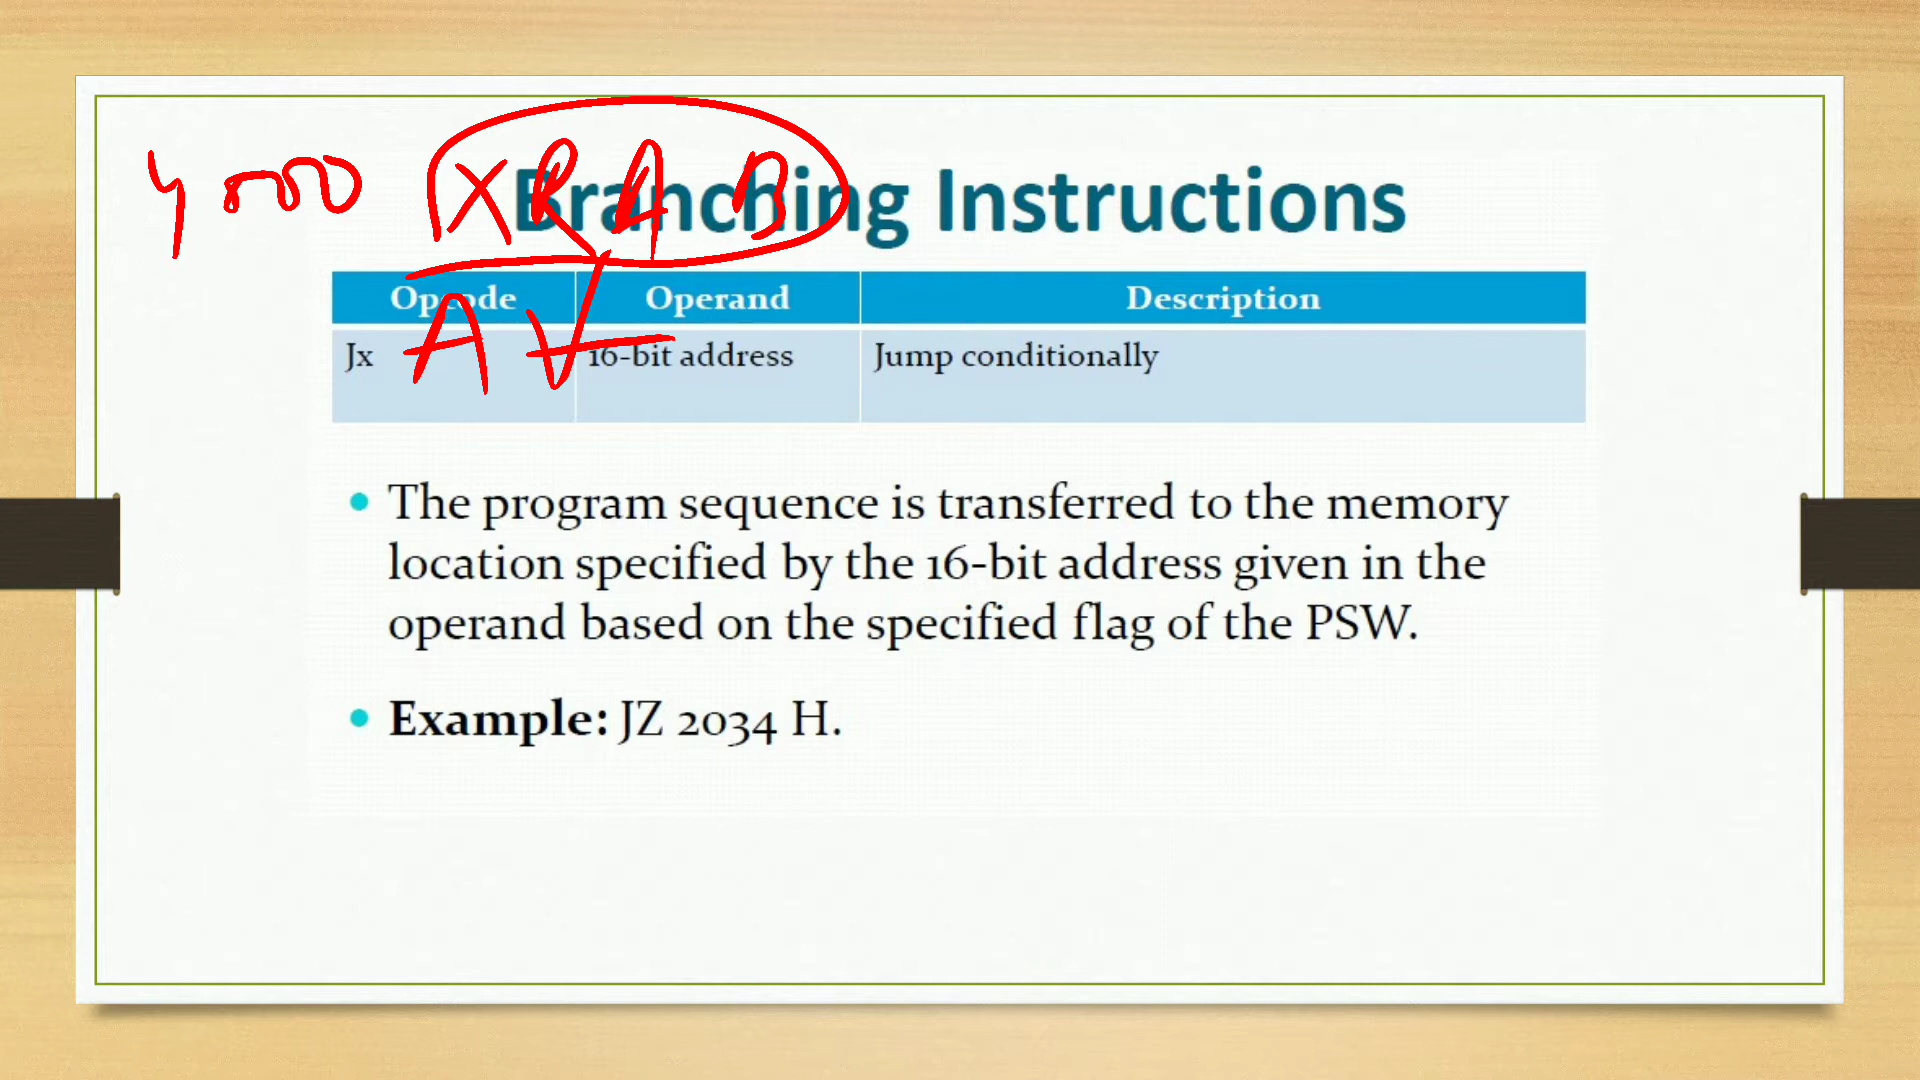 4000 XRA B
Branching Instructions
Opcode Operand Description
A
Jx 16-bit address Jump conditionally
• The program sequence is transferred to the memory
location specified by the 16-bit address given in the
operand based on the specified flag of the PSW.
• Example: JZ 2034 H.